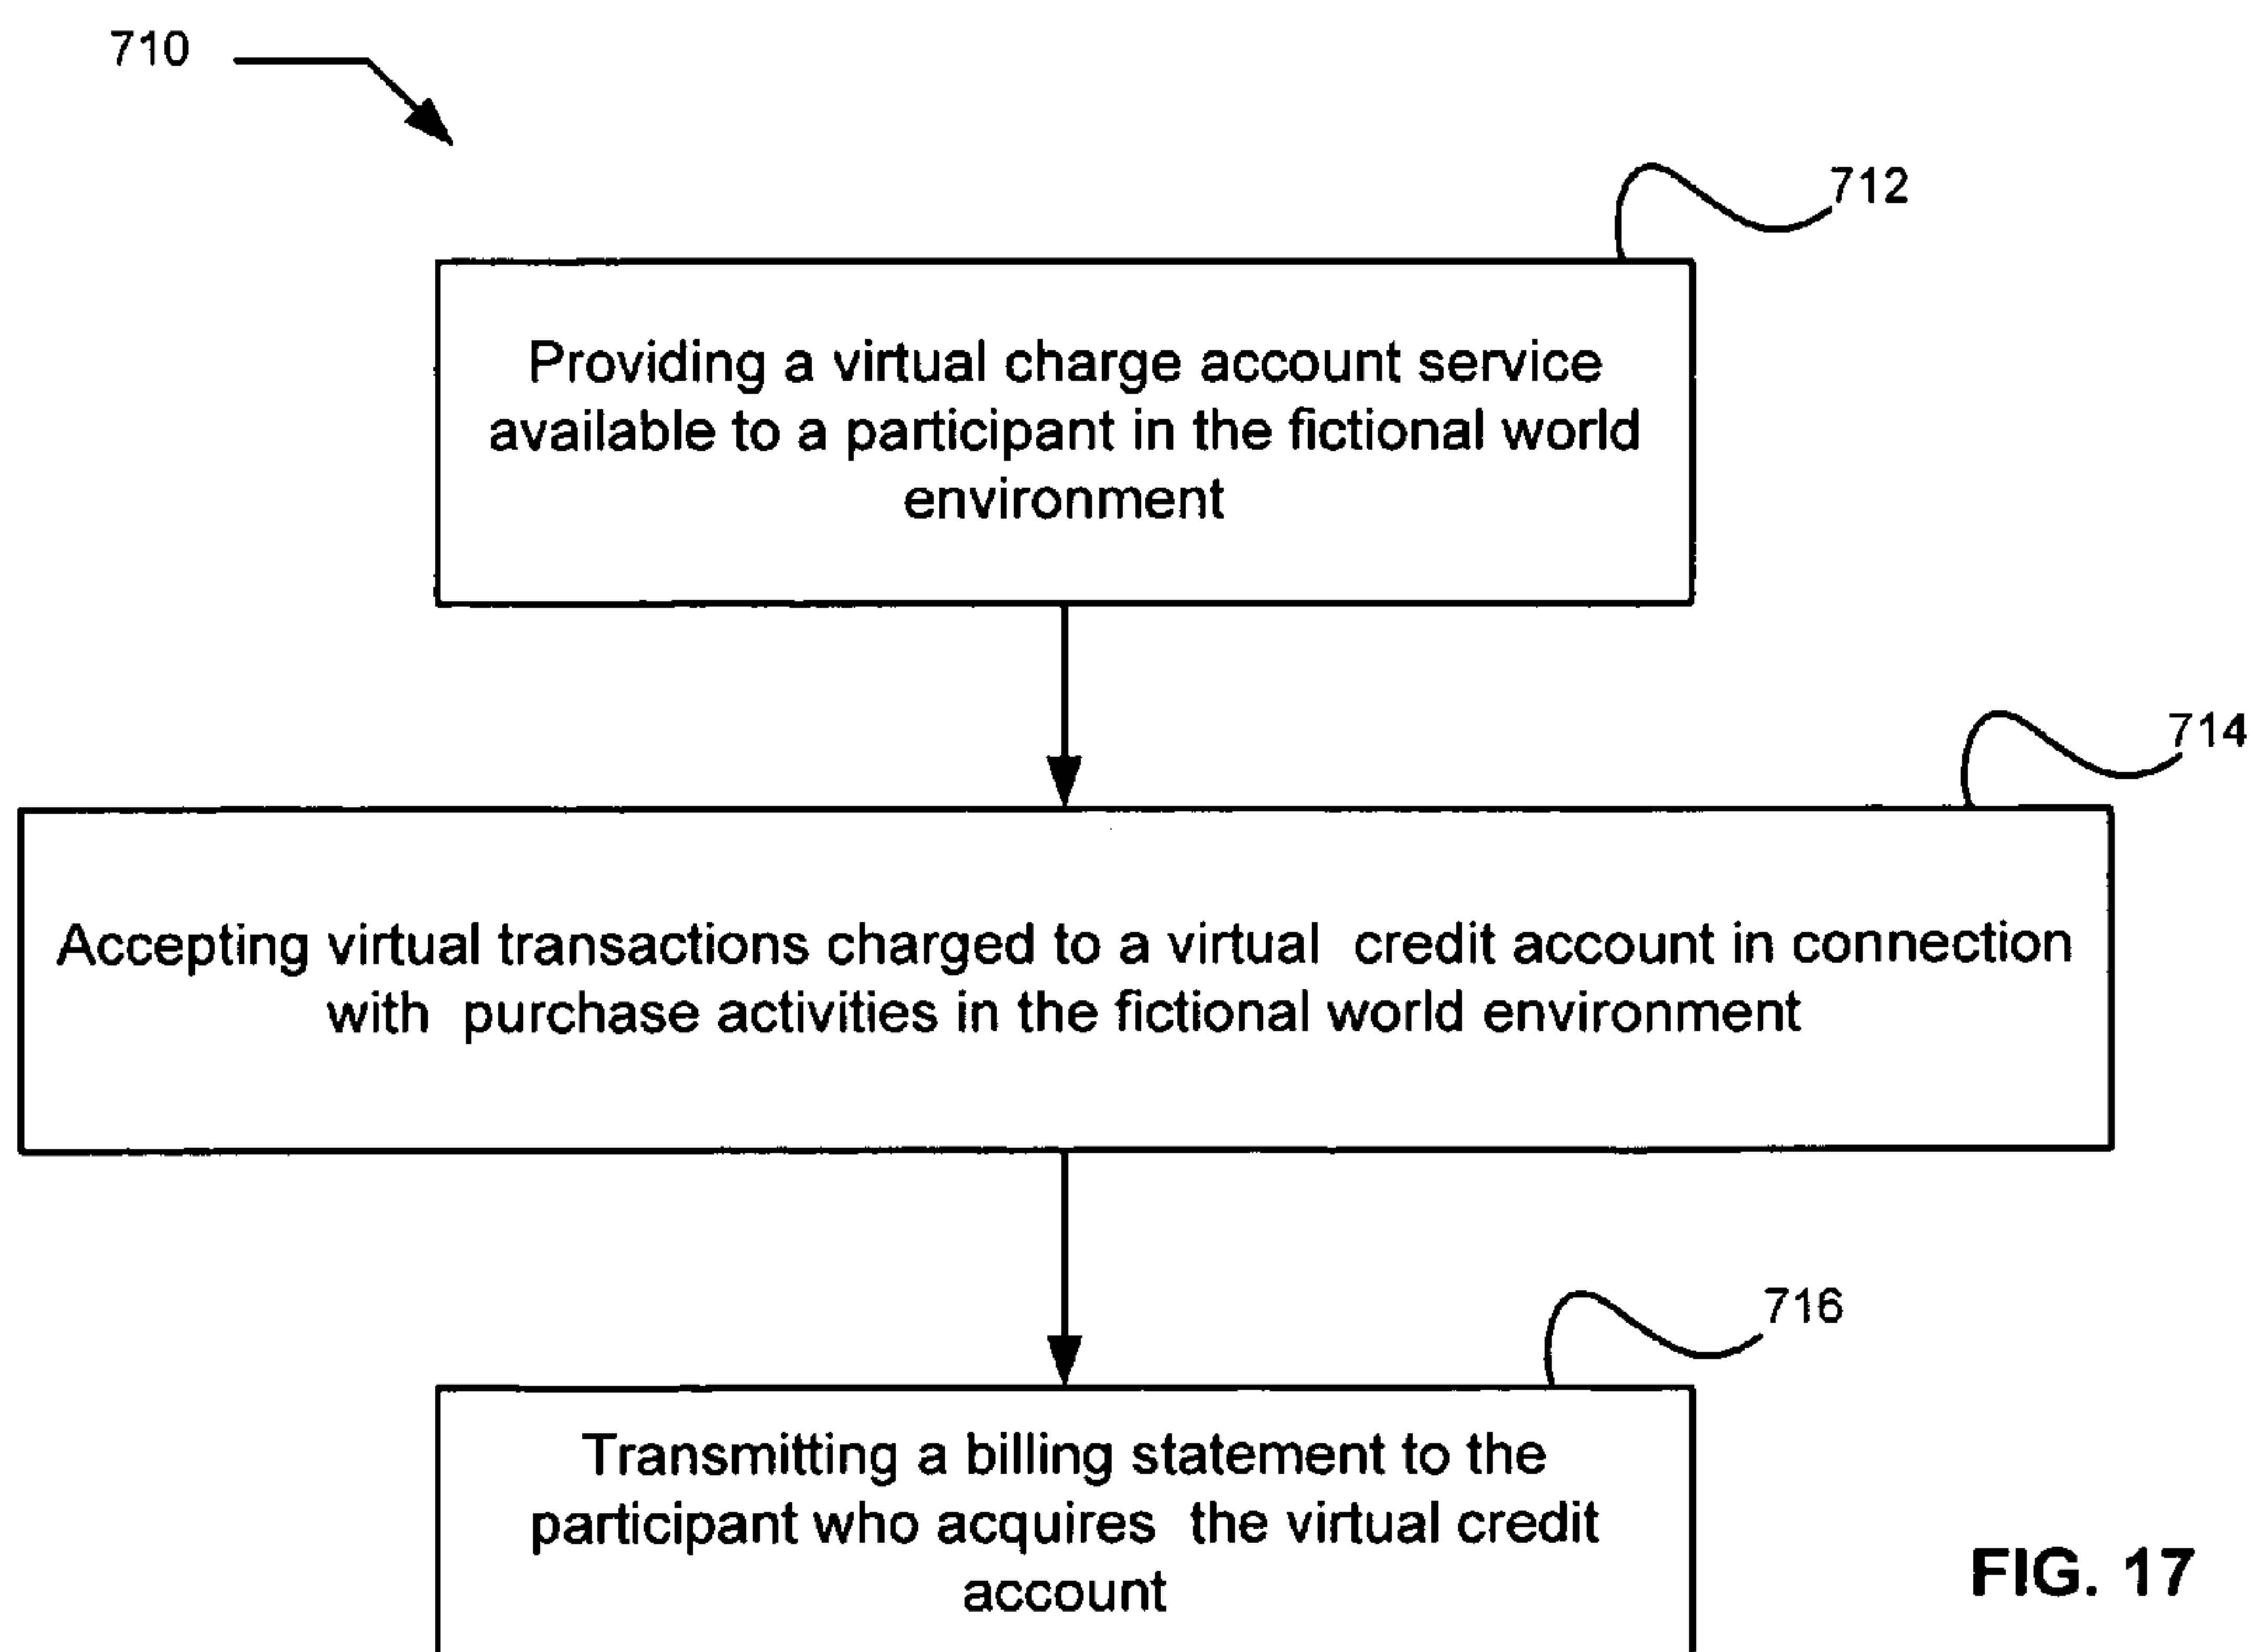 710
712
Providing a virtual charge account service
available to a participant in the fictional world
environment
714
Accepting virtual transactions charged to a virtual credit account in connection
with purchase activities in the fictional world environment
716
Transmitting a billing statement to the
participant who acquires the virtual credit
account
FIG. 17